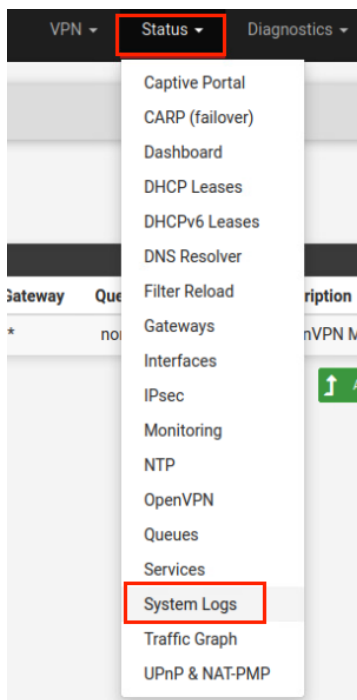 VPN Status Diagnostics
Captive Portal
CARP (failover)
Dashboard
DHCP Leases
DHCPv6 Leases
DNS Resolver
Filter Reload
Gateway
ription
Gateways
*
Interfaces
IPsec
Monitoring
NTP
OpenVPN
Queues
Services
System Logs
Traffic Graph
UPnP & NAT-PMP